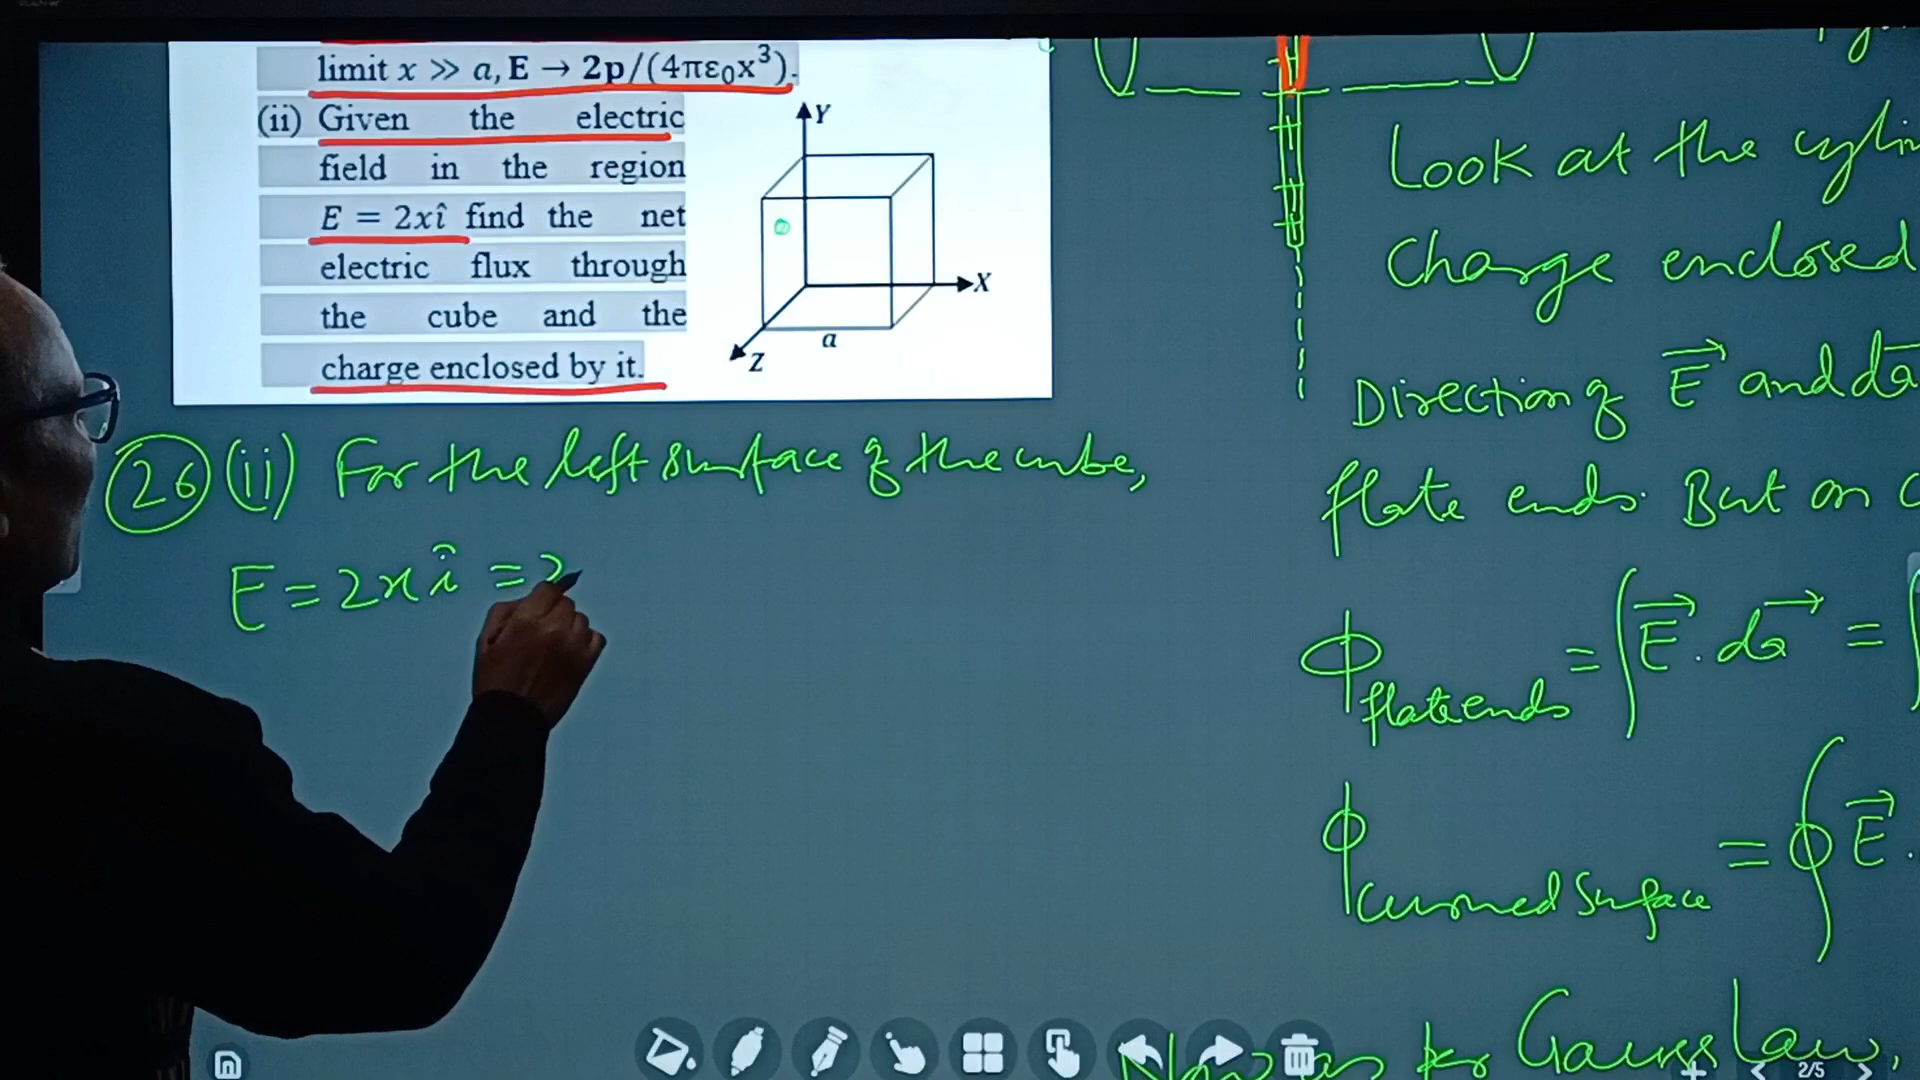 limit x ≫ a, E → 2p/(4πε₀x³).
(ii) Given the electric
field in the region
E = 2xî find the net
electric flux through
the cube and the
charge enclosed by it.
Y
X
a
Z
(26) (ii) For the left surface of the cube,
E = 2xî =
Look at the
Charge enclosed
Direction of E⃗ and da⃗
flate ends. But on
ϕ flate ends = ∫E⃗.da⃗ =
ϕ curved Surface = ∮E⃗.
Gauss Law,
2/5